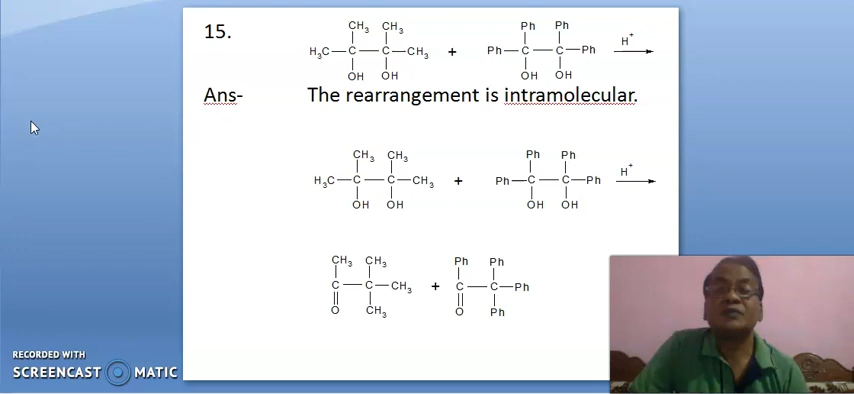 15.
CH3 CH3 Ph Ph
H3C—C—C—CH3 + Ph—C—C—Ph H+
OH OH OH OH
Ans- The rearrangement is intramolecular.
CH3 CH3 Ph Ph
H3C—C—C—CH3 + Ph—C—C—Ph H+
OH OH OH OH
CH3 CH3 Ph Ph
C—C—CH3 + C—C—Ph
O CH3 O Ph
RECORDED WITH
SCREENCAST MATIC